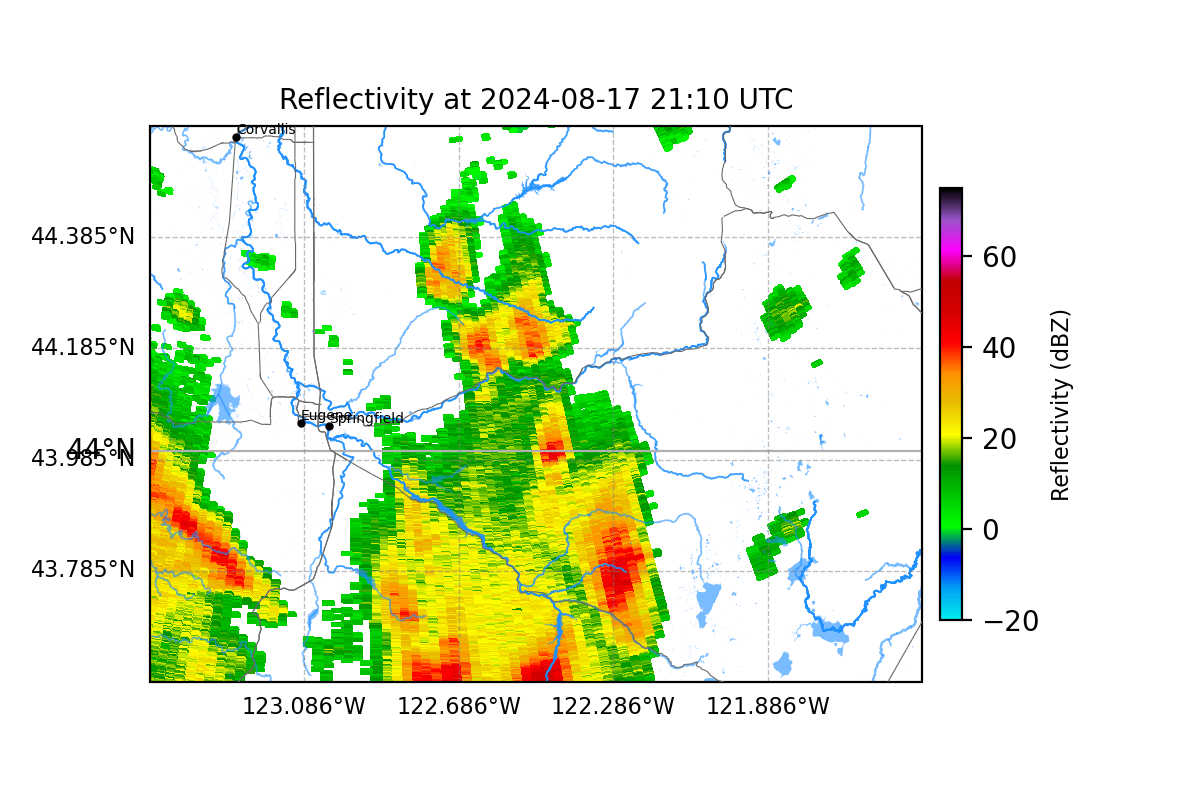 Reflectivity at 2024-08-17 21:10 UTC
Corvallis
44.385°N
44.185°N
Eugene
Springfield
44°N
43.985°N
43.785°N
123.086°W
122.686°W
122.286°W
121.886°W
60
40
20
0
−20
Reflectivity (dBZ)